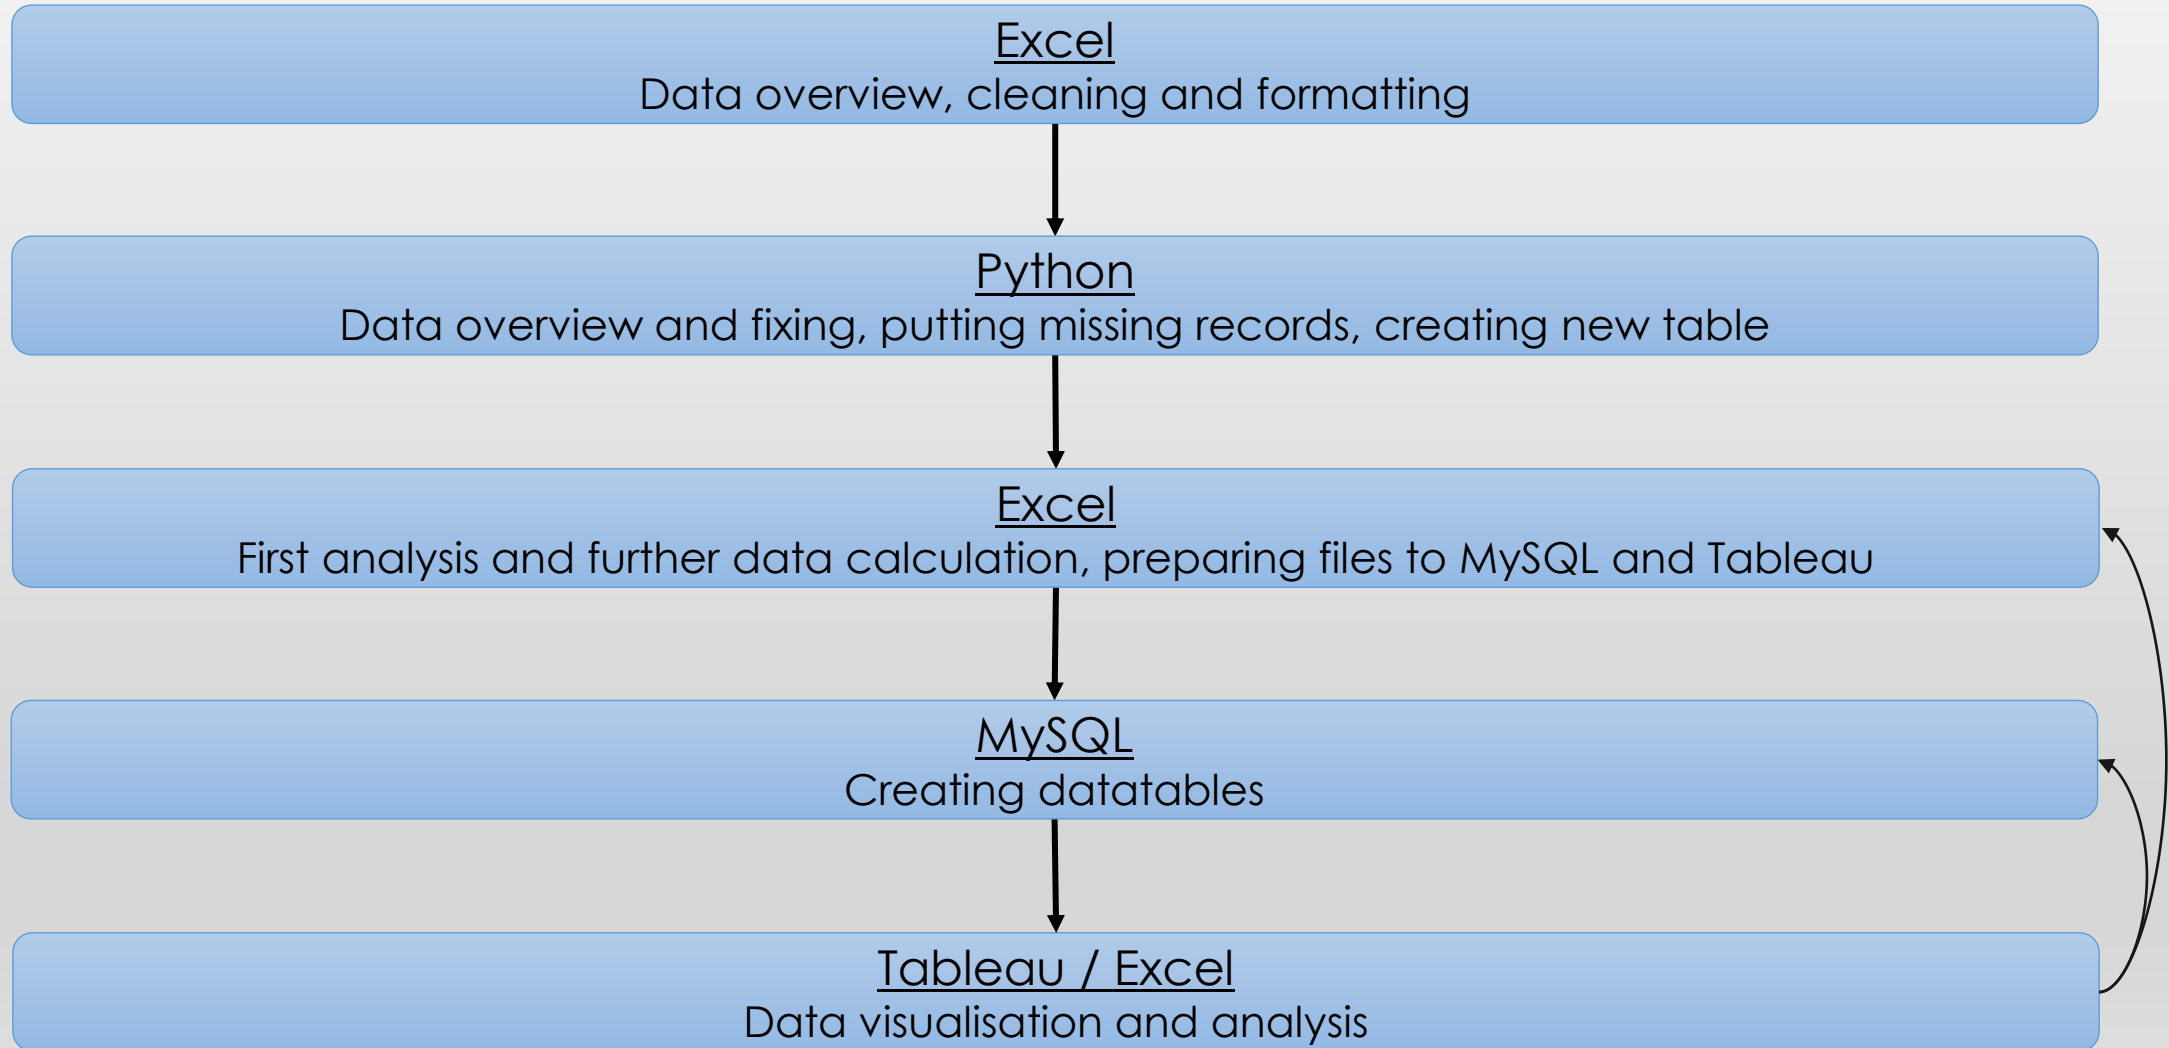 Excel
Data overview, cleaning and formatting
Python
Data overview and fixing, putting missing records, creating new table
Excel
First analysis and further data calculation, preparing files to MySQL and Tableau
MySQL
Creating datatables
Tableau / Excel
Data visualisation and analysis